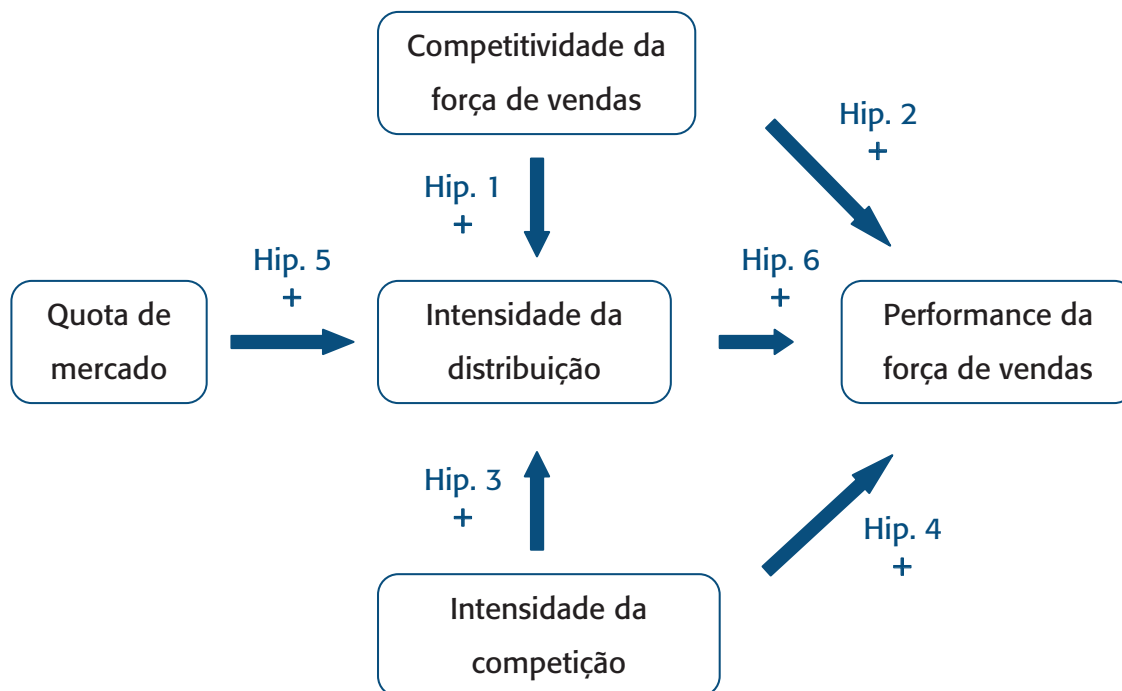 Competitividade da
força de vendas
Hip. 2
+
Hip. 1
+
Hip. 5
+
Hip. 6
+
Quota de
mercado
Intensidade da
distribuição
Performance da
força de vendas
Hip. 3
+
Hip. 4
+
Intensidade da
competição